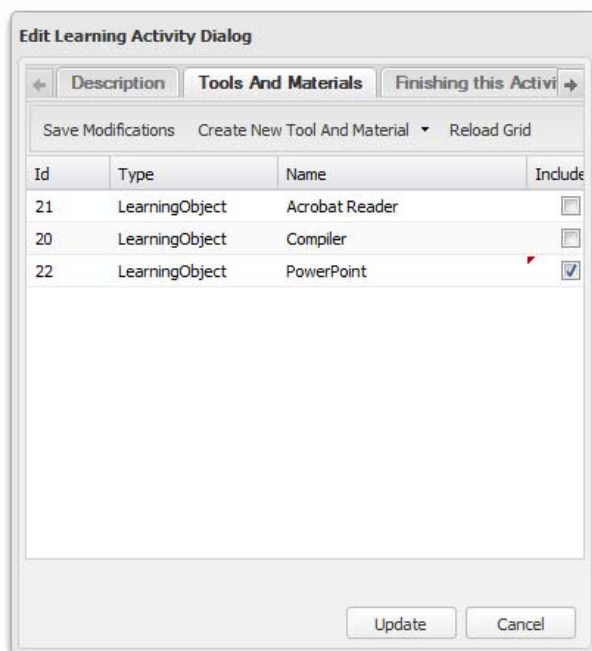 Edit Learning Activity Dialog
Description Tools And Materials Finishing this Activi
Save Modifications Create New Tool And Material Reload Grid
Id Type Name Include
21 LearningObject Acrobat Reader
20 LearningObject Compiler
22 LearningObject PowerPoint
Update Cancel